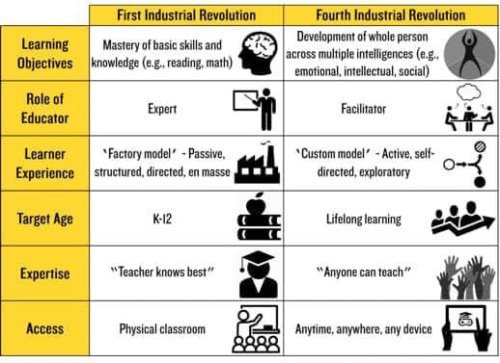 First Industrial Revolution
Fourth Industrial Revolution
Learning
Objectives
Mastery of basic skills and
knowledge (e.g., reading, math)
Development of whole person
across multiple intelligences (e.g.,
emotional, intellectual, social)
Role of
Educator
Expert
Facilitator
Learner
Experience
‘Factory model’ - Passive,
structured, directed, en masse
‘Custom model’ - Active, self-
directed, exploratory
Target Age
K-12
Lifelong learning
Expertise
“Teacher knows best”
“Anyone can teach”
Access
Physical classroom
Anytime, anywhere, any device